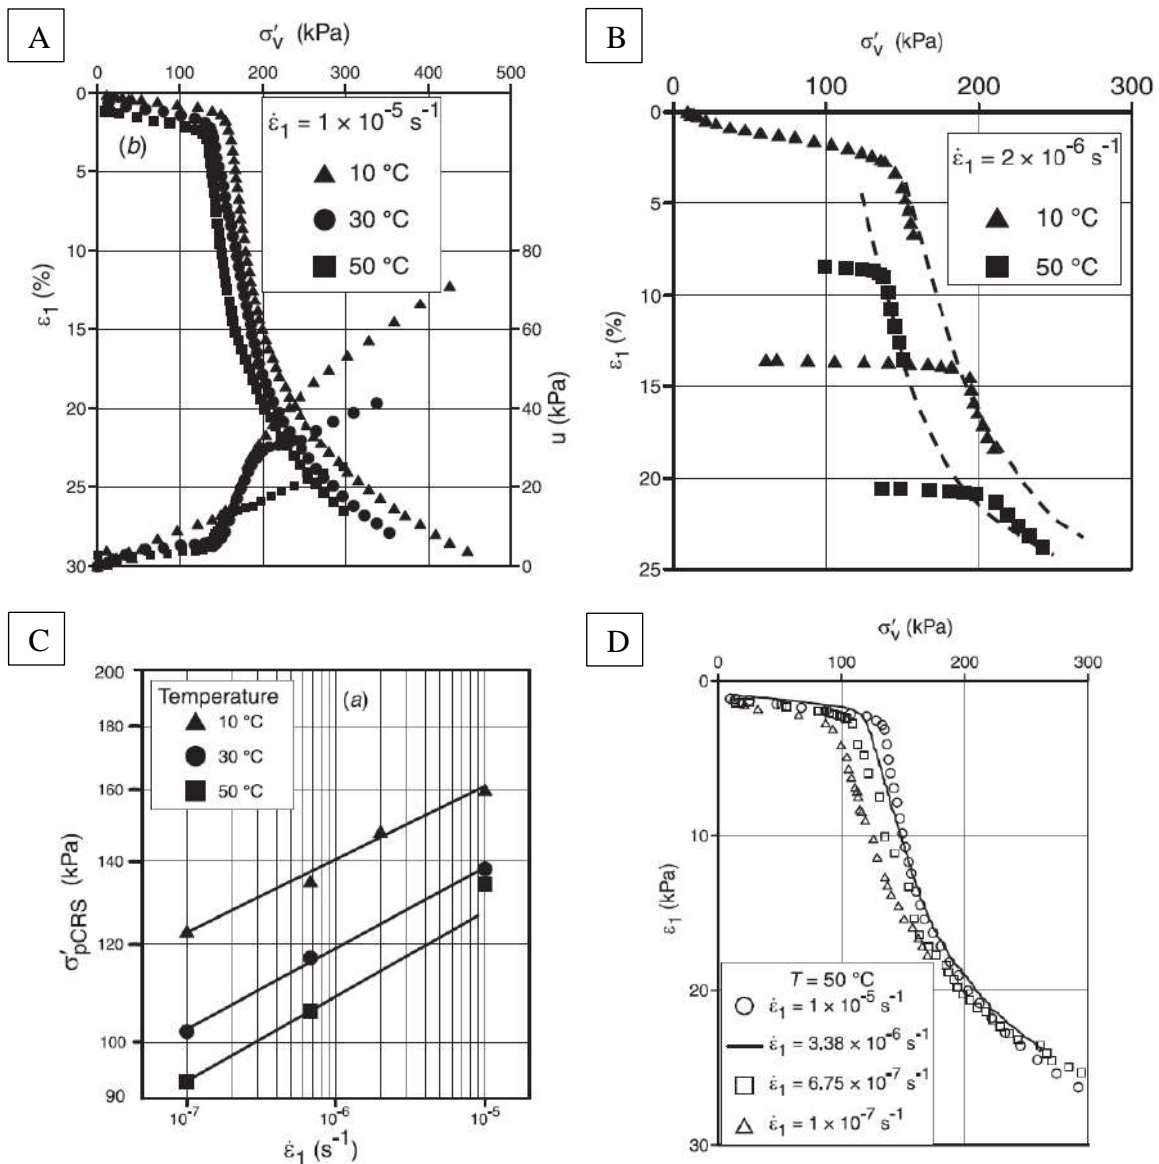 A
σ′v (kPa)
0 100 200 300 400 500
0
5
10
15
20
25
30
ε1 (%)
(b)
ε̇1 = 1 × 10-5 s-1
10 °C
30 °C
50 °C
80
60
40
20
0
u (kPa)
B
σ′v (kPa)
0 100 200 300
0
5
10
15
20
25
ε1 (%)
ε̇1 = 2 × 10-6 s-1
10 °C
50 °C
C
200
180
160
140
120
100
90
σ′pCRS (kPa)
Temperature
10 °C
30 °C
50 °C
(a)
10-7 10-6 10-5
ε̇1 (s-1)
D
σ′v (kPa)
0 100 200 300
0
10
20
30
ε1 (kPa)
T = 50 °C
ε̇1 = 1 × 10-5 s-1
ε̇1 = 3.38 × 10-6 s-1
ε̇1 = 6.75 × 10-7 s-1
ε̇1 = 1 × 10-7 s-1